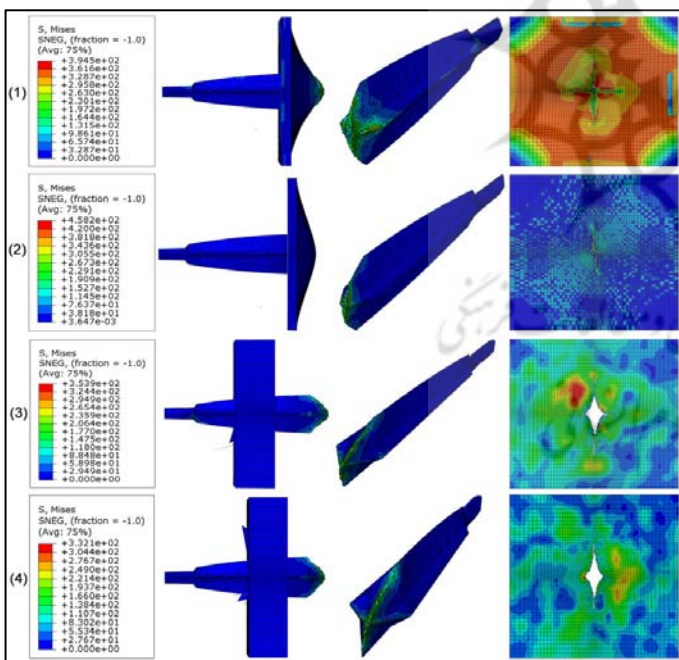 S, Mises
SNEG, (fraction = -1.0)
(Avg: 75%)
+3.945e+02
+3.616e+02
+3.287e+02
+2.958e+02
+2.630e+02
+2.301e+02
+1.972e+02
+1.644e+02
+1.315e+02
+9.861e+01
+6.574e+01
+3.287e+01
+0.000e+00
(1)
S, Mises
SNEG, (fraction = -1.0)
(Avg: 75%)
+4.582e+02
+4.200e+02
+3.818e+02
+3.436e+02
+3.055e+02
+2.673e+02
+2.291e+02
+1.909e+02
+1.527e+02
+1.145e+02
+7.637e+01
+3.818e+01
+3.647e-03
(2)
S, Mises
SNEG, (fraction = -1.0)
(Avg: 75%)
+3.539e+02
+3.244e+02
+2.949e+02
+2.654e+02
+2.359e+02
+2.064e+02
+1.770e+02
+1.475e+02
+1.180e+02
+8.848e+01
+5.898e+01
+2.949e+01
+0.000e+00
(3)
S, Mises
SNEG, (fraction = -1.0)
(Avg: 75%)
+3.321e+02
+3.044e+02
+2.767e+02
+2.490e+02
+2.214e+02
+1.937e+02
+1.660e+02
+1.384e+02
+1.107e+02
+8.302e+01
+5.534e+01
+2.767e+01
+0.000e+00
(4)